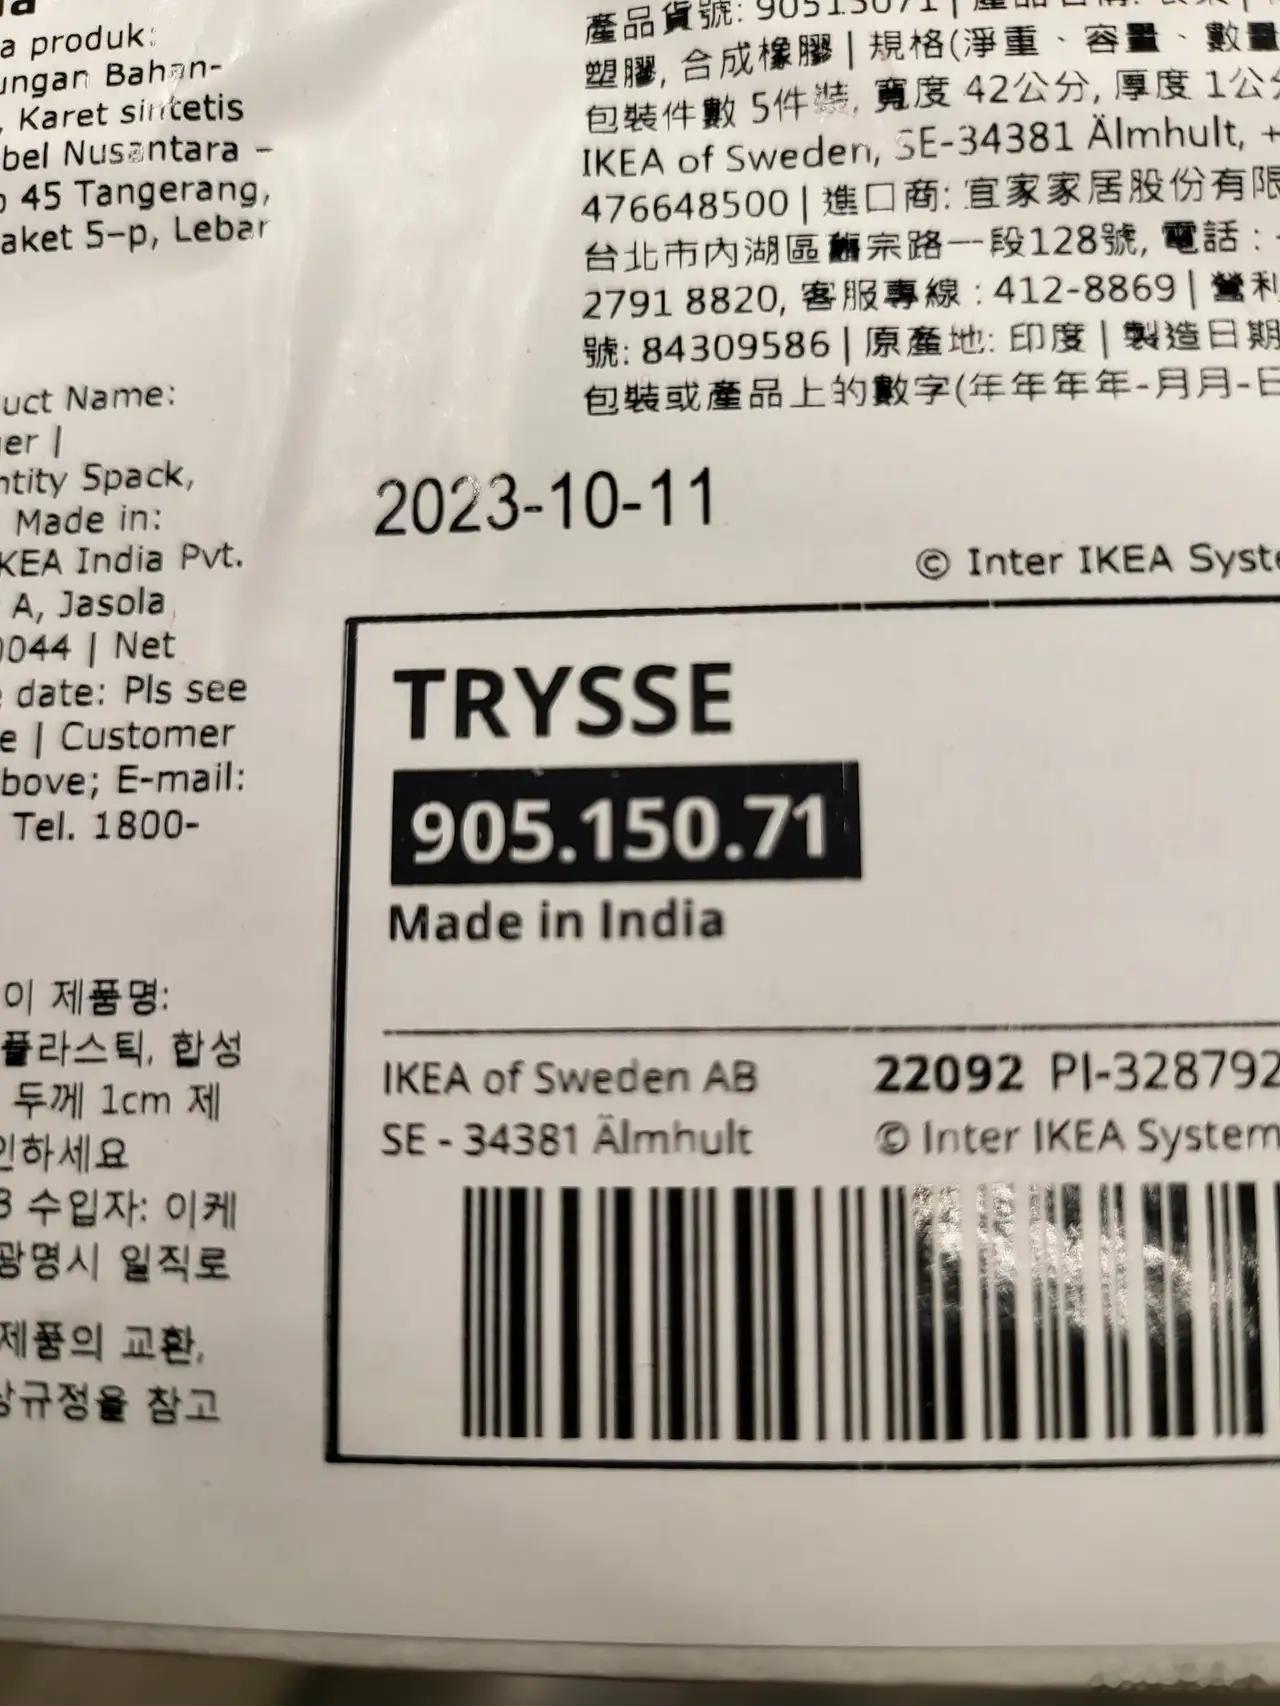 a produk:
ungan Bahan-
, Karet sintetis
bel Nusantara –
o 45 Tangerang,
aket 5-p, Lebar
uct Name:
er |
ntity 5pack,
Made in:
KEA India Pvt.
A, Jasola
0044 | Net
e date: Pls see
e | Customer
bove; E-mail:
Tel. 1800-
이 제품명:
플라스틱, 합성
두께 1cm 제
인하세요
3 수입자: 이케
광명시 일직로
제품의 교환,
상규정을 참고
產品貨號: 90515071 |
塑膠, 合成橡膠 | 規格(淨重、容量、數量
包裝件數 5件裝, 寬度 42公分, 厚度 1公分
IKEA of Sweden, SE-34381 Älmhult, +
476648500 | 進口商: 宜家家居股份有限
台北市內湖區舊宗路一段128號, 電話 :
2791 8820, 客服專線 : 412-8869 | 營利
號: 84309586 | 原產地: 印度 | 製造日期
包裝或產品上的數字(年年年年-月月-日
2023-10-11
© Inter IKEA Syste
TRYSSE
905.150.71
Made in India
IKEA of Sweden AB
SE - 34381 Älmhult
22092 PI-328792
© Inter IKEA System